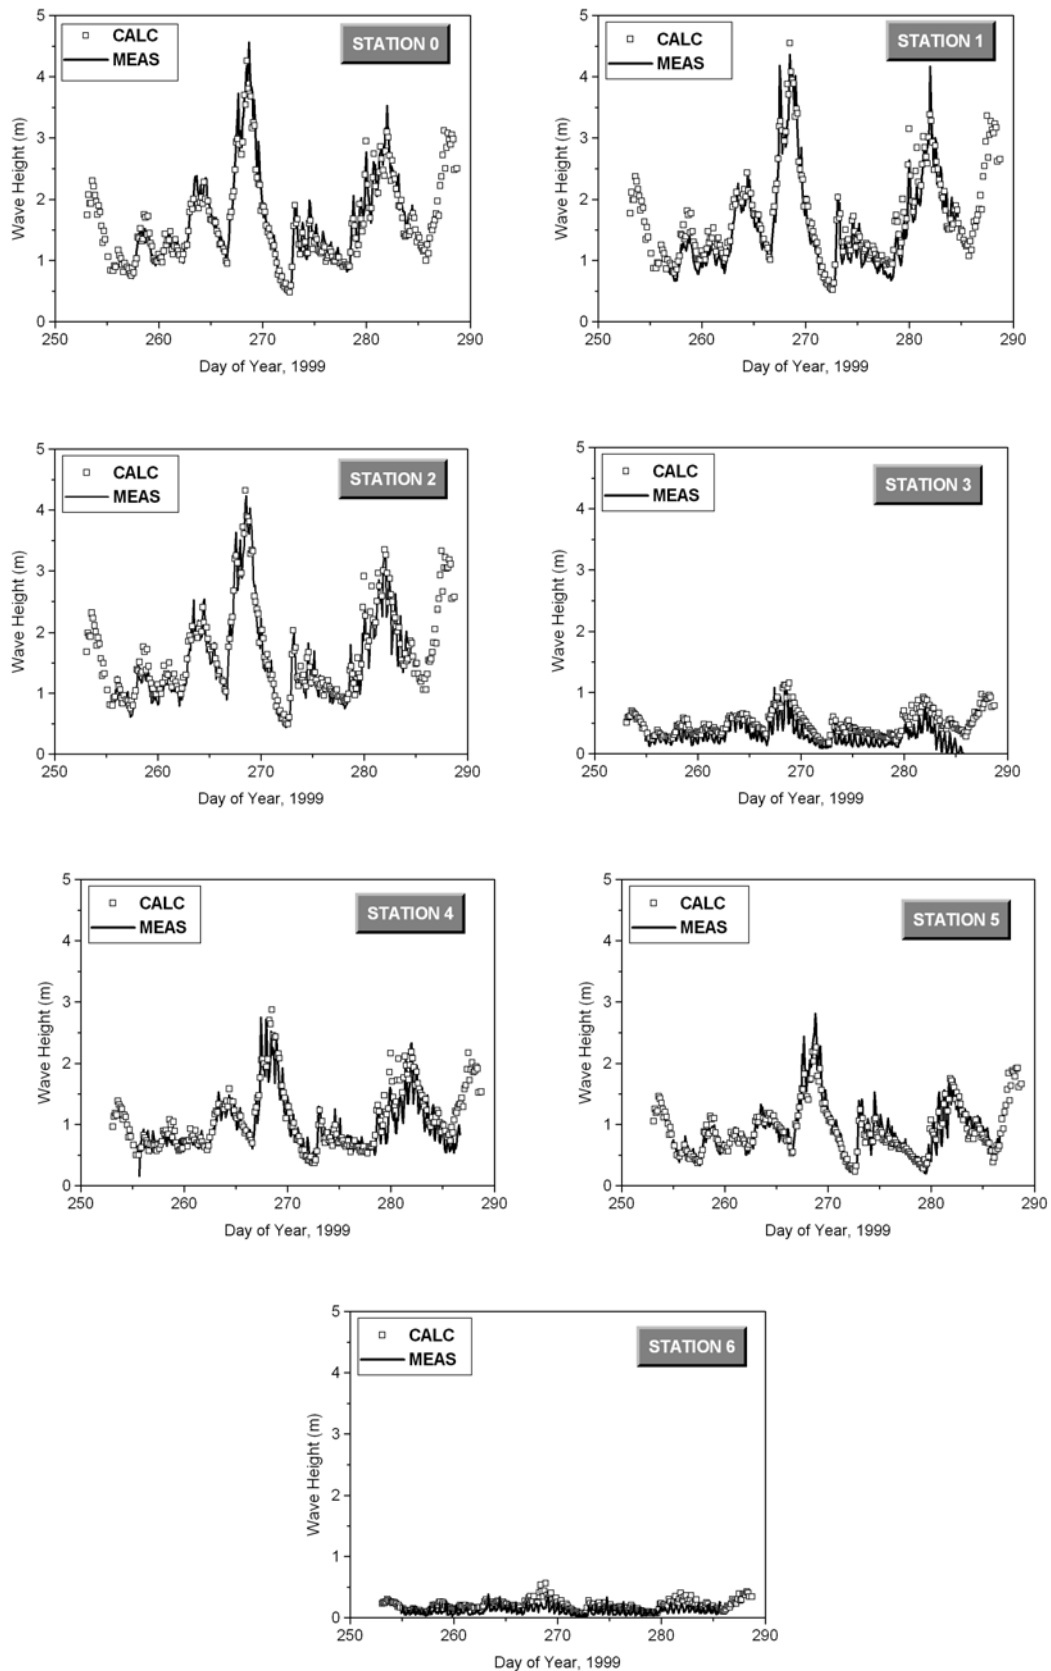 CALC
MEAS
STATION 0
5
4
3
2
1
0
Wave Height (m)
250 260 270 280 290
Day of Year, 1999
CALC
MEAS
STATION 1
5
4
3
2
1
0
Wave Height (m)
250 260 270 280 290
Day of Year, 1999
CALC
MEAS
STATION 2
5
4
3
2
1
0
Wave Height (m)
250 260 270 280 290
Day of Year, 1999
CALC
MEAS
STATION 3
5
4
3
2
1
0
Wave Height (m)
250 260 270 280 290
Day of Year, 1999
CALC
MEAS
STATION 4
5
4
3
2
1
0
Wave Height (m)
250 260 270 280 290
Day of Year, 1999
CALC
MEAS
STATION 5
5
4
3
2
1
0
Wave Height (m)
250 260 270 280 290
Day of Year, 1999
CALC
MEAS
STATION 6
5
4
3
2
1
0
Wave Height (m)
250 260 270 280 290
Day of Year, 1999